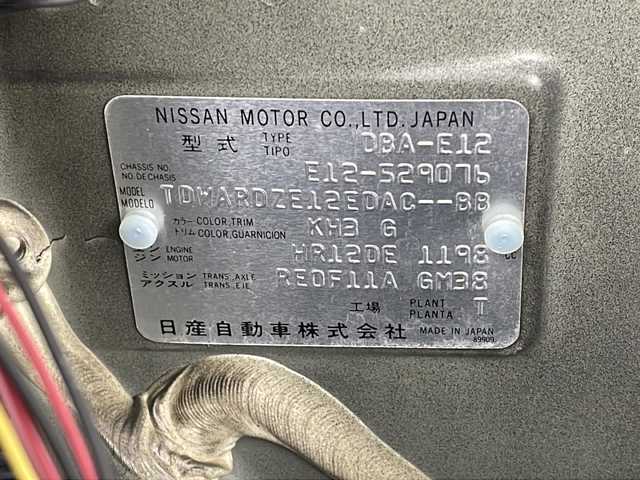 NISSAN MOTOR CO.,LTD. JAPAN
型式 TYPE TIPO DBA-E12
CHASSIS NO. NO. DE CHASIS E12-529076
MODEL MODELO TDWARDZE12EDAC--BB
カラー COLOR,TRIM トリム COLOR,GUARNICION KH3 G
ジン ENGINE MOTOR HR12DE 1198 CC
ミッション アクスル TRANS.,AXLE TRANS.,EJE RE0F11A GM38
工場 PLANT PLANTA T
日産自動車株式会社 MADE IN JAPAN
89909